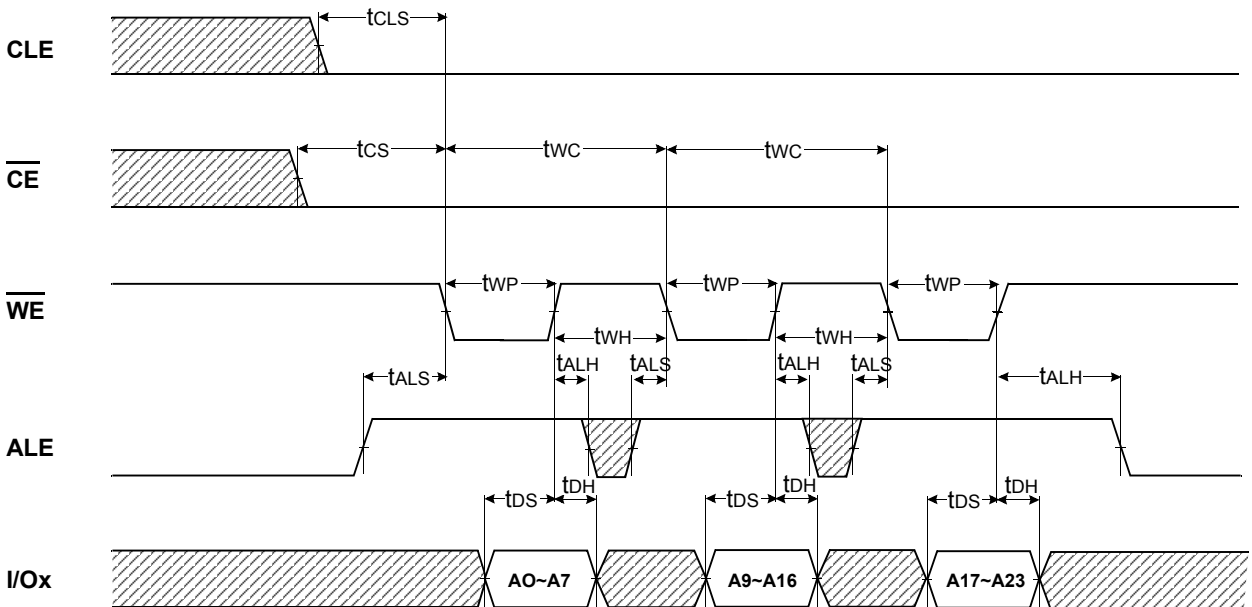 CLE
tCLS
CE
tCS tWC tWC
WE
tWP tWP tWP
tWH tWH
tALS tALH tALS tALH tALS tALH
ALE
tDS tDH tDS tDH tDS tDH
I/Ox
AO~A7 A9~A16 A17~A23